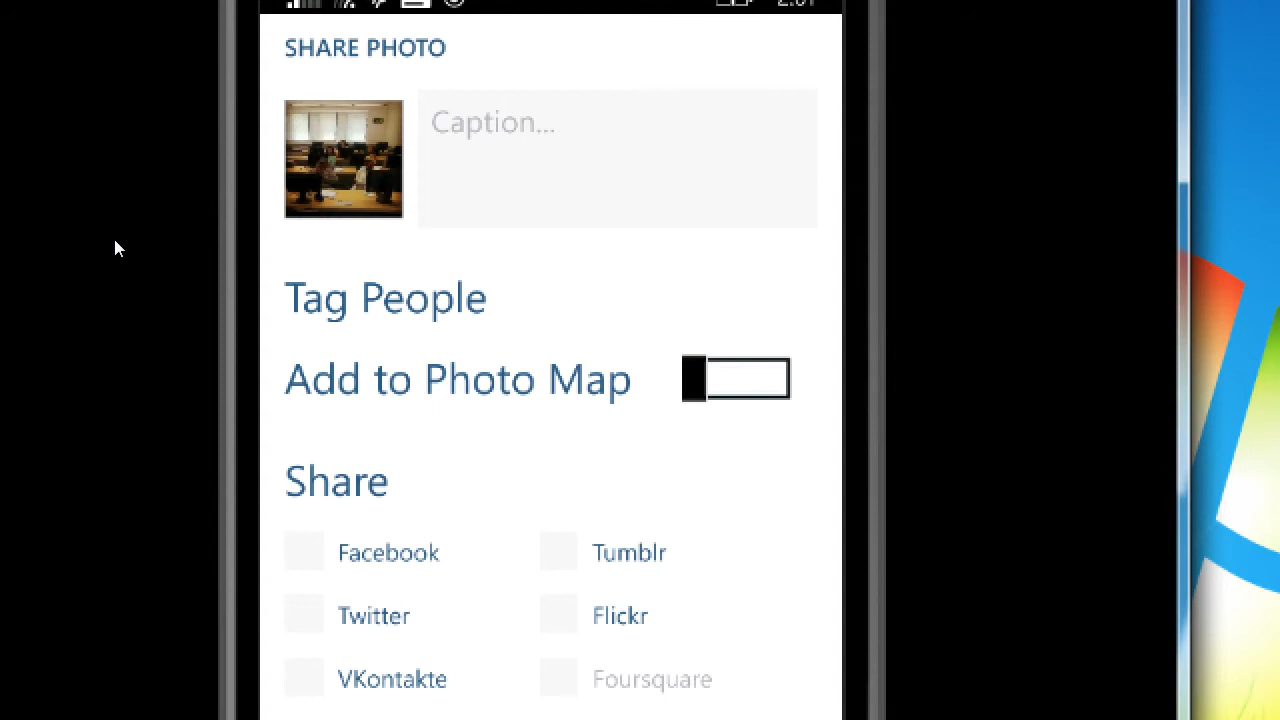 SHARE PHOTO
Caption...
Tag People
Add to Photo Map
Share
Facebook
Tumblr
Twitter
Flickr
VKontakte
Foursquare